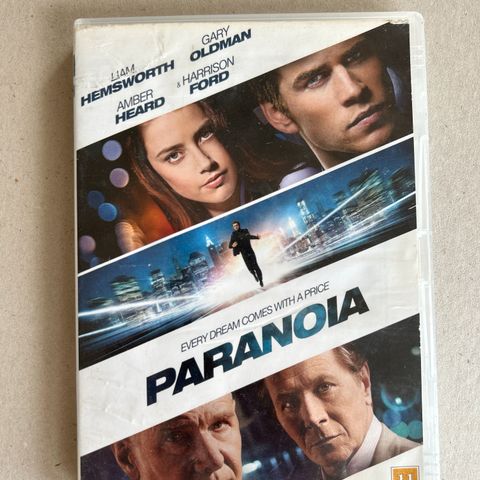 LIAM
HEMSWORTH
GARY
OLDMAN
AMBER
HEARD
& HARRISON
FORD
EVERY DREAM COMES WITH A PRICE
PARANOIA
11